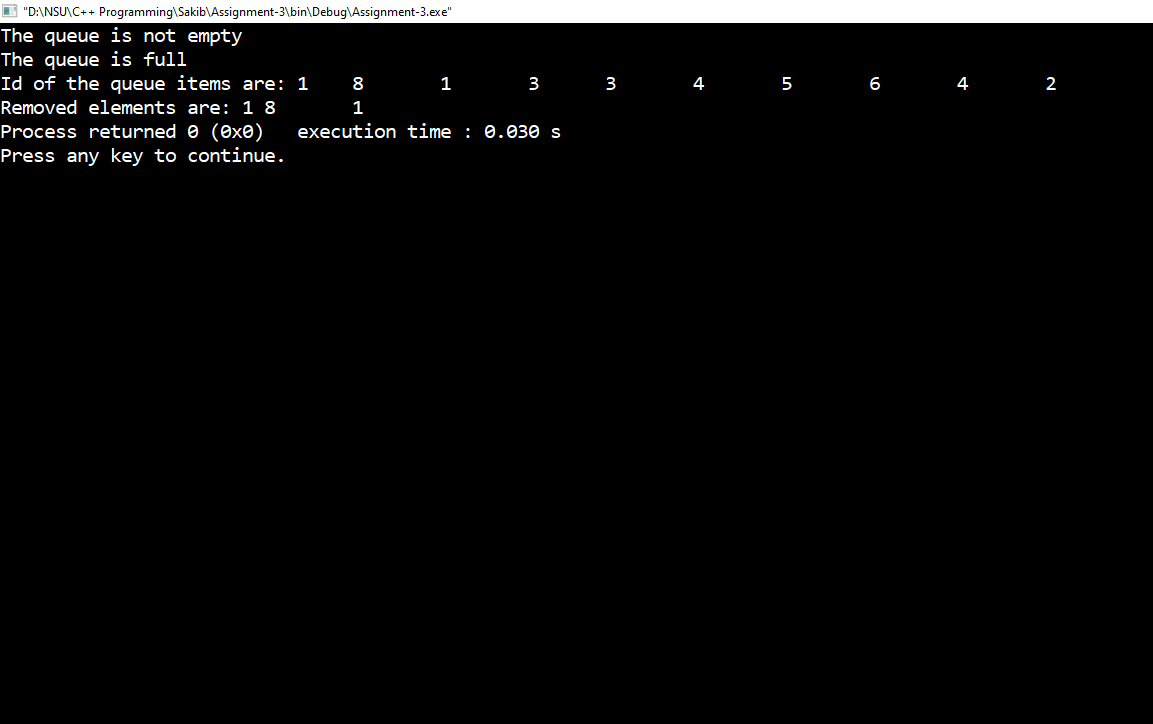 "D:\NSU\C++ Programming\Sakib\Assignment-3\bin\Debug\Assignment-3.exe"
The queue is not empty
The queue is full
Id of the queue items are: 1    8       1       3      3       4       5       6       4       2
Removed elements are: 1 8       1
Process returned 0 (0x0)   execution time : 0.030 s
Press any key to continue.